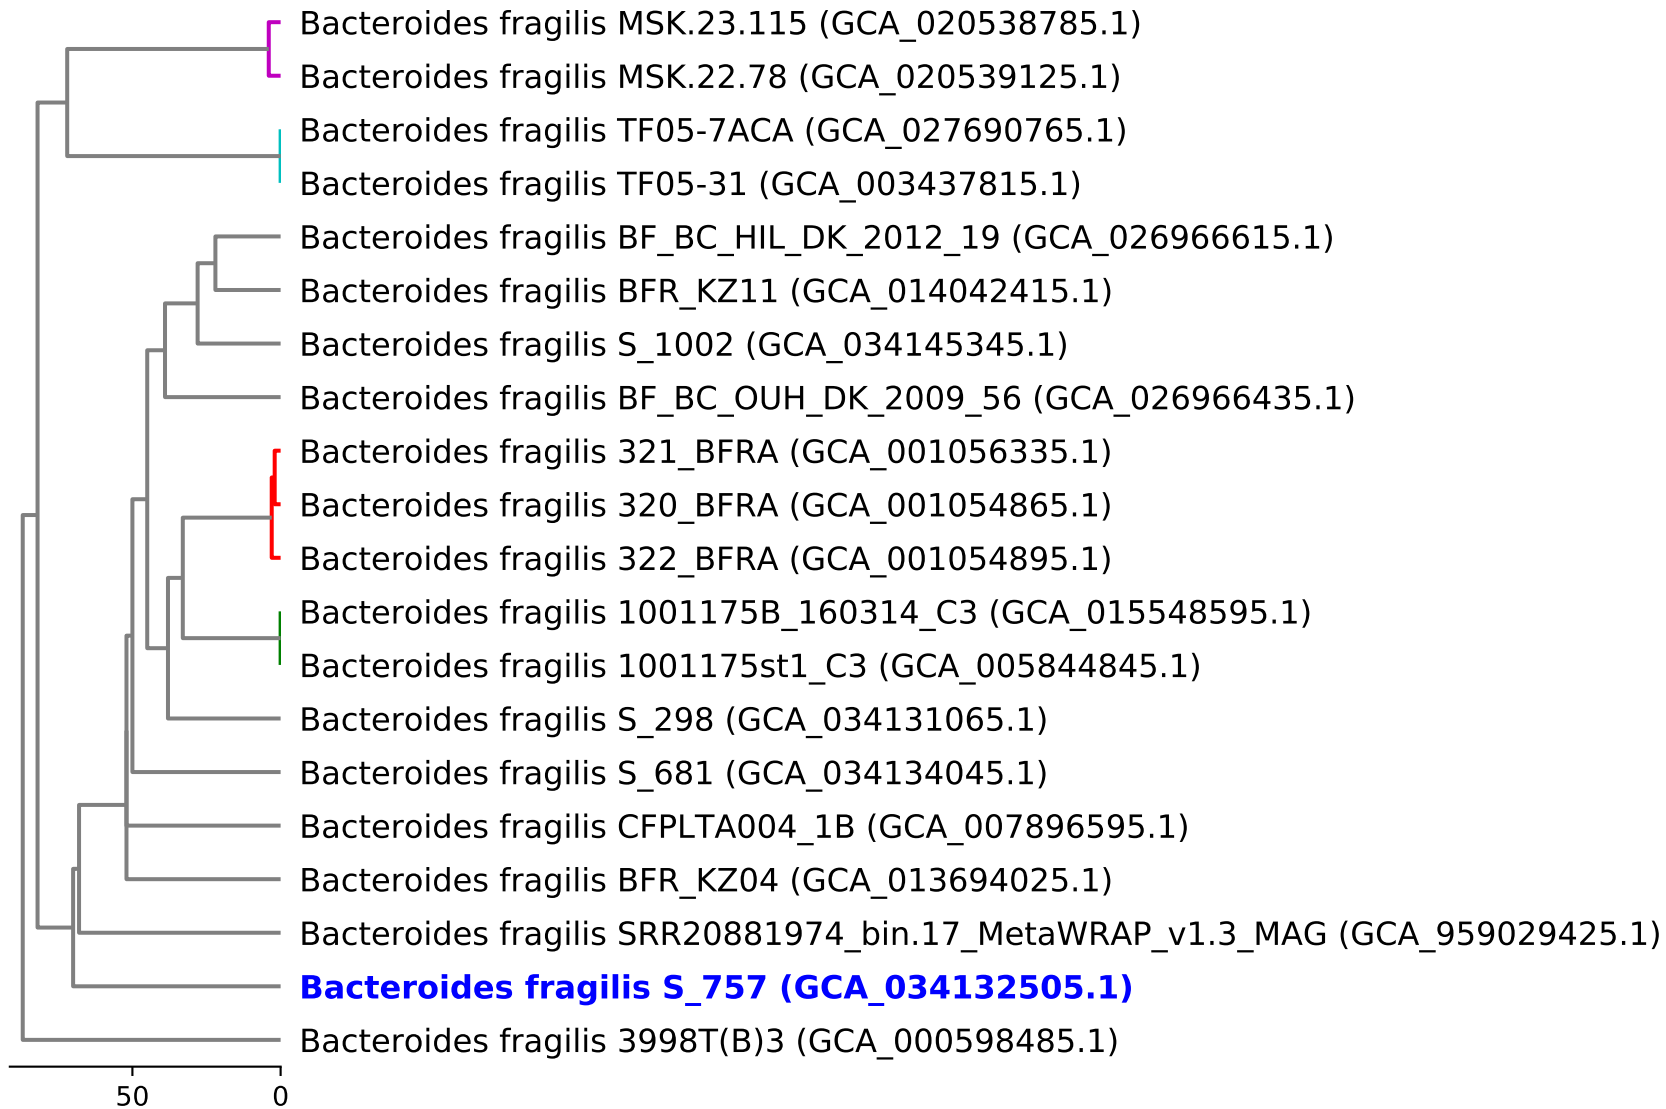 Bacteroides fragilis MSK.23.115 (GCA_020538785.1)
Bacteroides fragilis MSK.22.78 (GCA_020539125.1)
Bacteroides fragilis TF05-7ACA (GCA_027690765.1)
Bacteroides fragilis TF05-31 (GCA_003437815.1)
Bacteroides fragilis BF_BC_HIL_DK_2012_19 (GCA_026966615.1)
Bacteroides fragilis BFR_KZ11 (GCA_014042415.1)
Bacteroides fragilis S_1002 (GCA_034145345.1)
Bacteroides fragilis BF_BC_OUH_DK_2009_56 (GCA_026966435.1)
Bacteroides fragilis 321_BFRA (GCA_001056335.1)
Bacteroides fragilis 320_BFRA (GCA_001054865.1)
Bacteroides fragilis 322_BFRA (GCA_001054895.1)
Bacteroides fragilis 1001175B_160314_C3 (GCA_015548595.1)
Bacteroides fragilis 1001175st1_C3 (GCA_005844845.1)
Bacteroides fragilis S_298 (GCA_034131065.1)
Bacteroides fragilis S_681 (GCA_034134045.1)
Bacteroides fragilis CFPLTA004_1B (GCA_007896595.1)
Bacteroides fragilis BFR_KZ04 (GCA_013694025.1)
Bacteroides fragilis SRR20881974_bin.17_MetaWRAP_v1.3_MAG (GCA_959029425.1)
Bacteroides fragilis S_757 (GCA_034132505.1)
Bacteroides fragilis 3998T(B)3 (GCA_000598485.1)
50 0